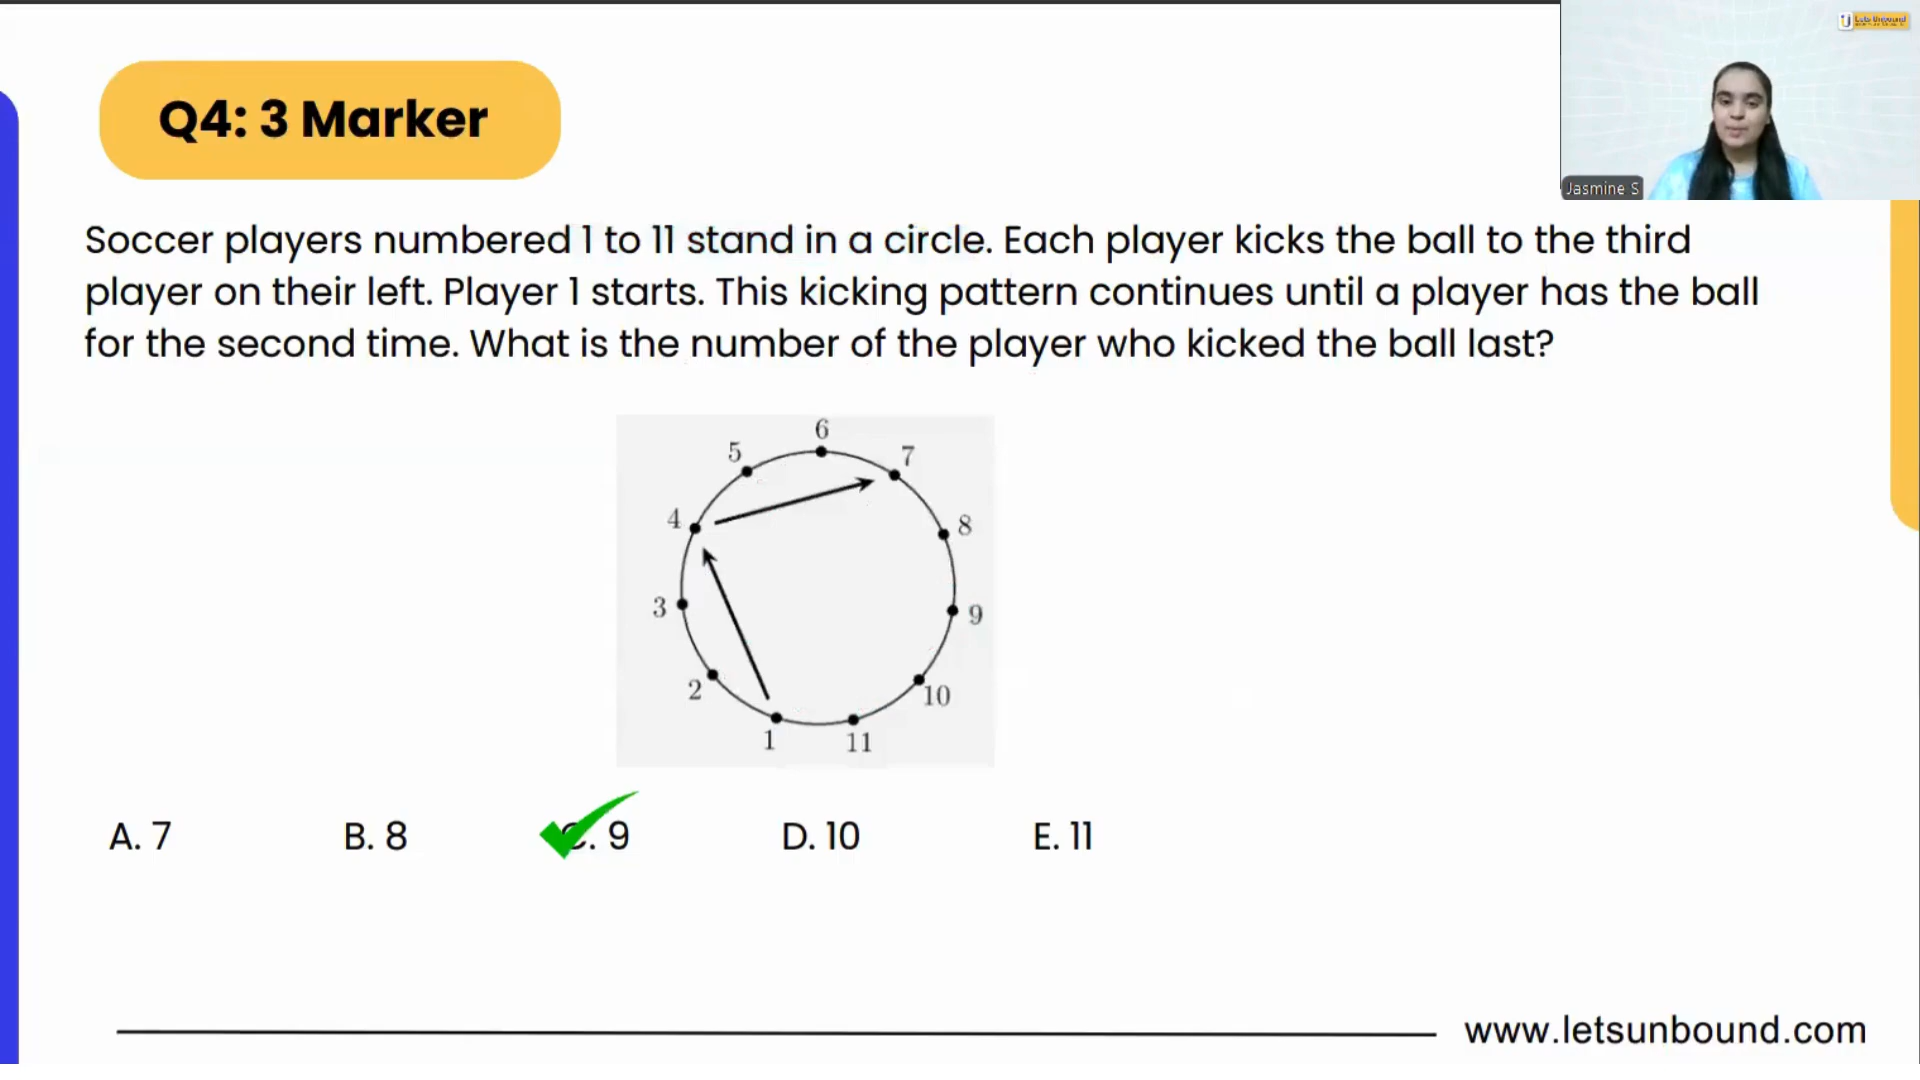 Lets Unbound
Q4: 3 Marker
Jasmine S
Soccer players numbered 1 to 11 stand in a circle. Each player kicks the ball to the third
player on their left. Player 1 starts. This kicking pattern continues until a player has the ball
for the second time. What is the number of the player who kicked the ball last?
6
5
7
4
8
3
9
2
10
1
11
A. 7
B. 8
C. 9
D. 10
E. 11
www.letsunbound.com